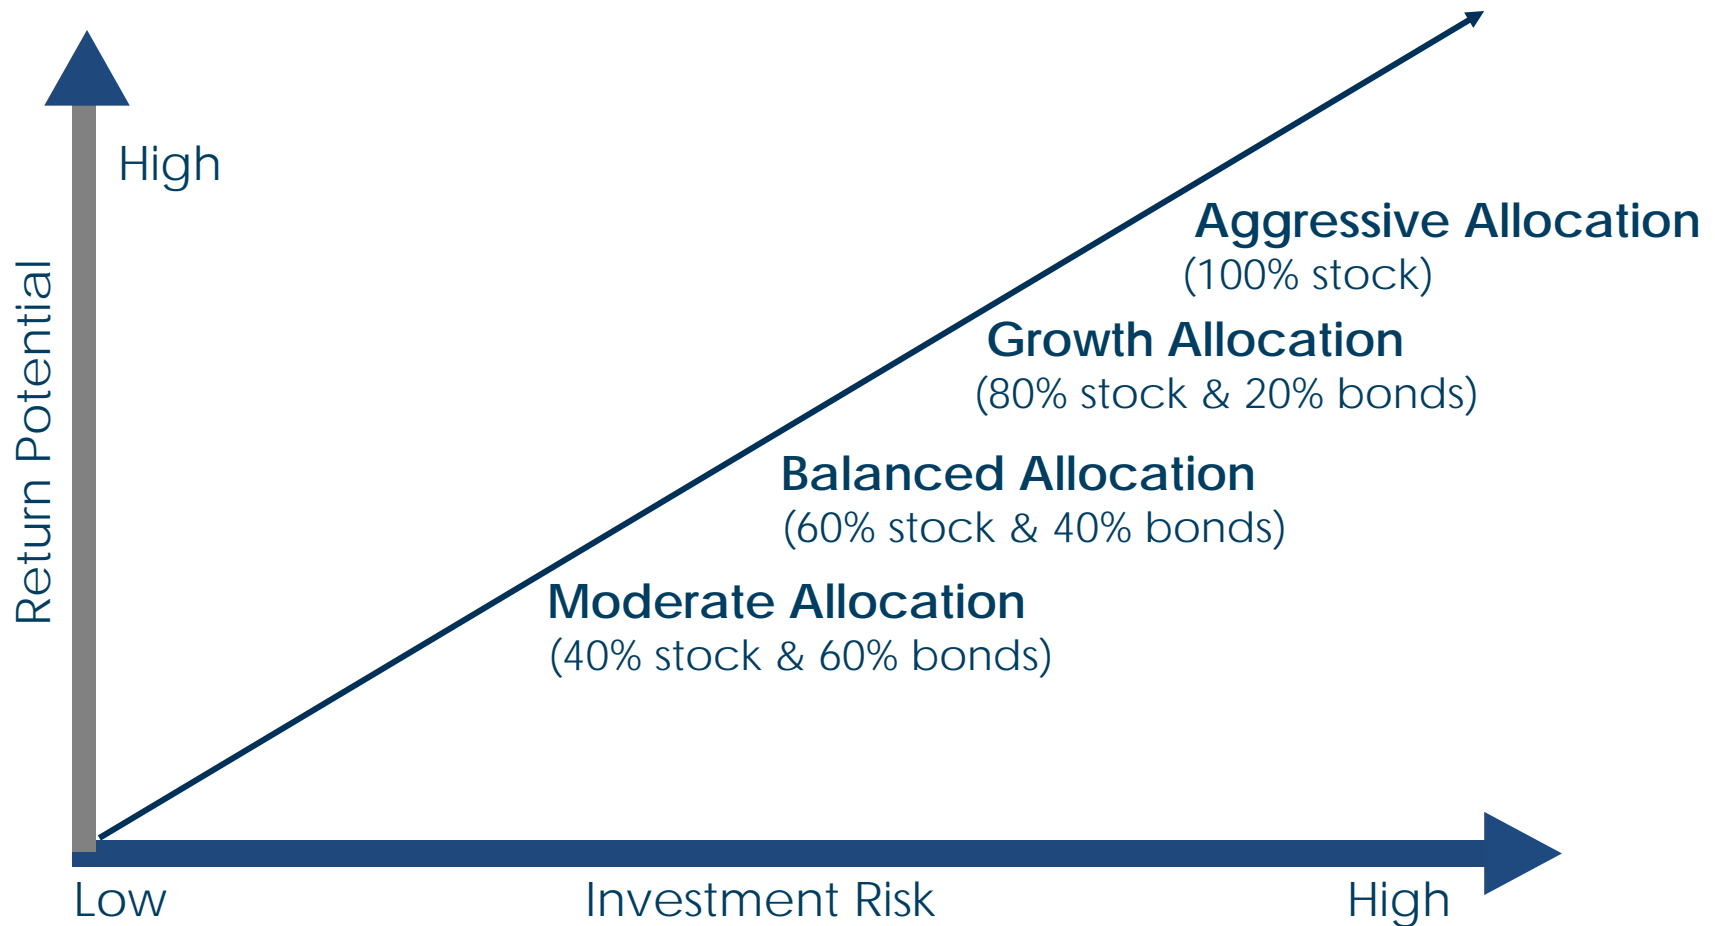 High
Return Potential
Aggressive Allocation
(100% stock)
Growth Allocation
(80% stock & 20% bonds)
Balanced Allocation
(60% stock & 40% bonds)
Moderate Allocation
(40% stock & 60% bonds)
Low
Investment Risk
High